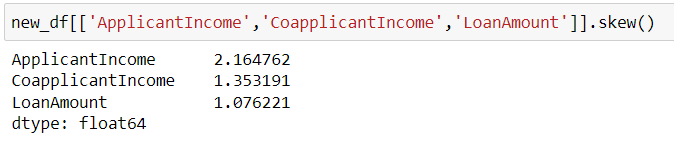 new_df[['ApplicantIncome','CoapplicantIncome','LoanAmount']].skew()
ApplicantIncome      2.164762
CoapplicantIncome    1.353191
LoanAmount           1.076221
dtype: float64